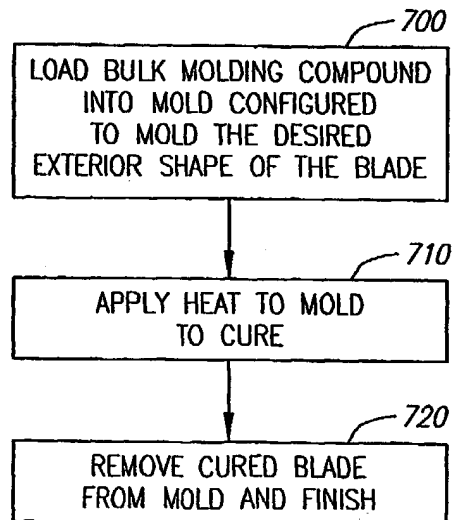 700
LOAD BULK MOLDING COMPOUND
INTO MOLD CONFIGURED
TO MOLD THE DESIRED
EXTERIOR SHAPE OF THE BLADE
710
APPLY HEAT TO MOLD
TO CURE
720
REMOVE CURED BLADE
FROM MOLD AND FINISH